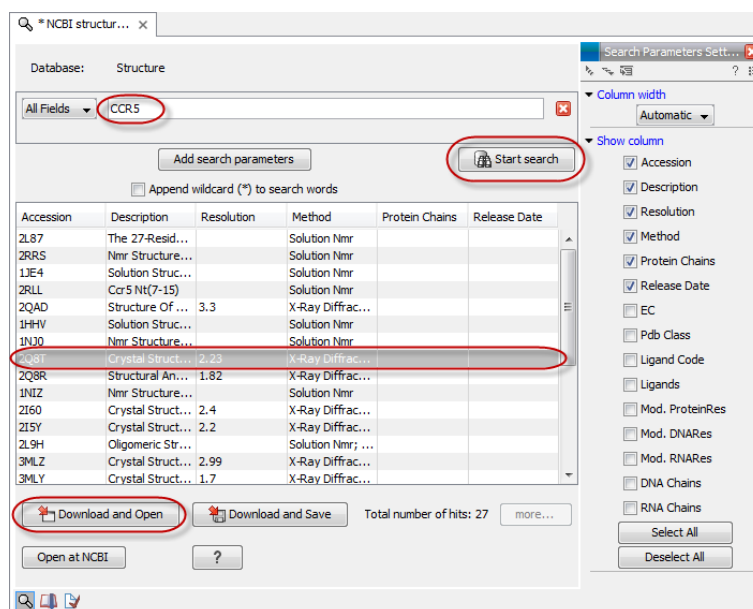 * NCBI structur...
Database: Structure
All Fields CCR5
Add search parameters Start search
Append wildcard (*) to search words
Accession Description Resolution Method Protein Chains Release Date
2L87 The 27-Resid... Solution Nmr
2RRS Nmr Structure... Solution Nmr
1JE4 Solution Struc... Solution Nmr
2RLL Ccr5 Nt(7-15) Solution Nmr
2QAD Structure Of ... 3.3 X-Ray Diffrac...
1HHV Solution Struc... Solution Nmr
1NJ0 Nmr Structure... Solution Nmr
2Q8T Crystal Struct... 2.23 X-Ray Diffrac...
2Q8R Structural An... 1.82 X-Ray Diffrac...
1NIZ Nmr Structure... Solution Nmr
2I60 Crystal Struct... 2.4 X-Ray Diffrac...
2I5Y Crystal Struct... 2.2 X-Ray Diffrac...
2L9H Oligomeric Str... Solution Nmr; ...
3MLZ Crystal Struct... 2.99 X-Ray Diffrac...
3MLY Crystal Struct... 1.7 X-Ray Diffrac...
Download and Open Download and Save Total number of hits: 27 more...
Open at NCBI ?
Search Parameters Sett...
?
Column width
Automatic
Show column
Accession
Description
Resolution
Method
Protein Chains
Release Date
EC
Pdb Class
Ligand Code
Ligands
Mod. ProteinRes
Mod. DNARes
Mod. RNARes
DNA Chains
RNA Chains
Select All
Deselect All